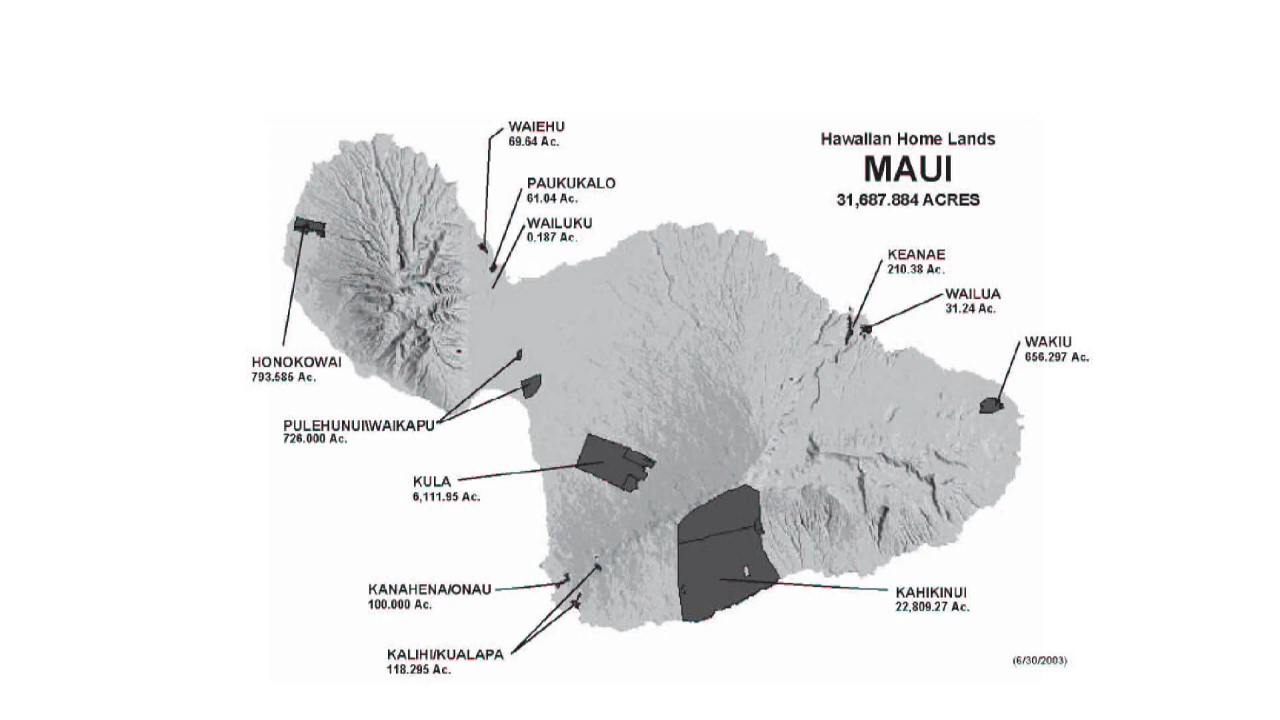 WAIEHU
69.64 Ac.
Hawaiian Home Lands
MAUI
31,687.884 ACRES
PAUKUKALO
61.04 Ac.
WAILUKU
0.187 Ac.
KEANAE
210.38 Ac.
WAILUA
31.24 Ac.
WAKIU
656.297 Ac.
HONOKOWAI
793.585 Ac.
PULEHUNUI\WAIKAPU
726.000 Ac.
KULA
6,111.95 Ac.
KANAHENA/ONAU
100.000 Ac.
KAHIKINUI
22,809.27 Ac.
KALIHI/KUALAPA
118.295 Ac.
(6/30/2003)